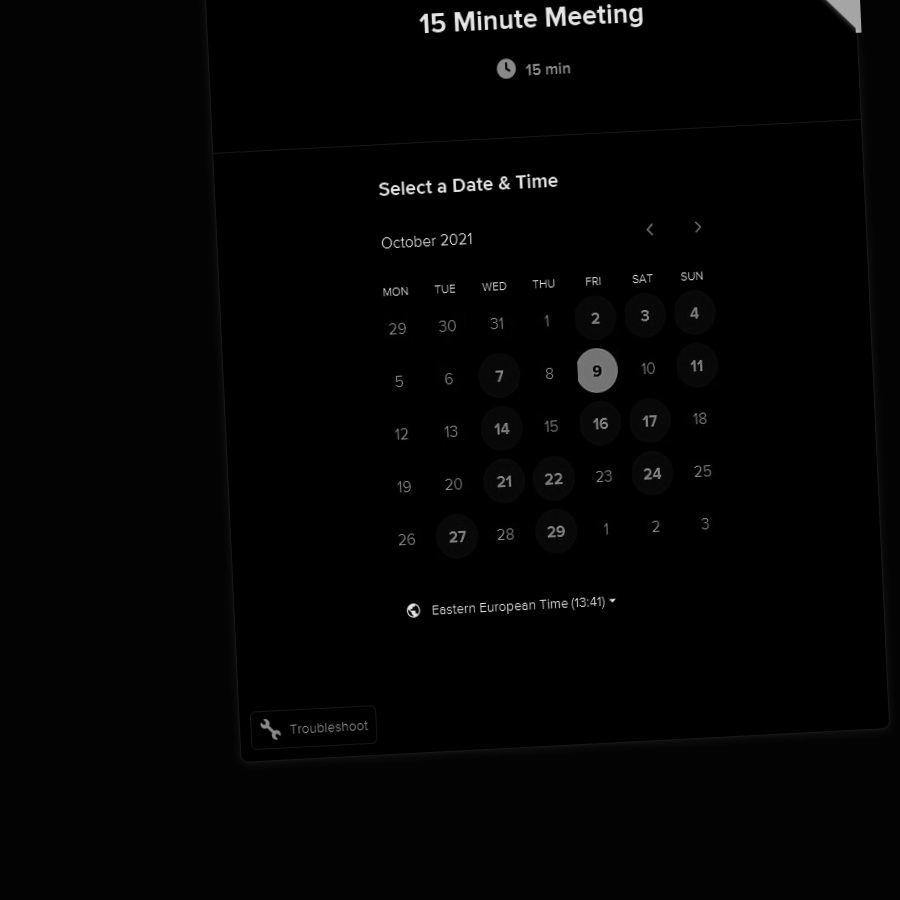 15 Minute Meeting
15 min
Select a Date & Time
October 2021
MON TUE WED THU FRI SAT SUN
29 30 31 1 2 3 4
5 6 7 8 9 10 11
12 13 14 15 16 17 18
19 20 21 22 23 24 25
26 27 28 29 1 2 3
Eastern European Time (13:41)
Troubleshoot